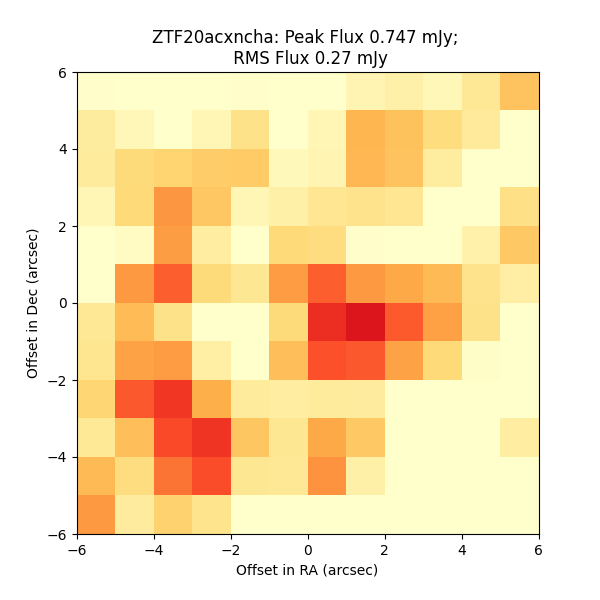 ZTF20acxncha: Peak Flux 0.747 mJy;
RMS Flux 0.27 mJy
6
4
2
0
−2
−4
−6
Offset in Dec (arcsec)
−6 −4 −2 0 2 4 6
Offset in RA (arcsec)